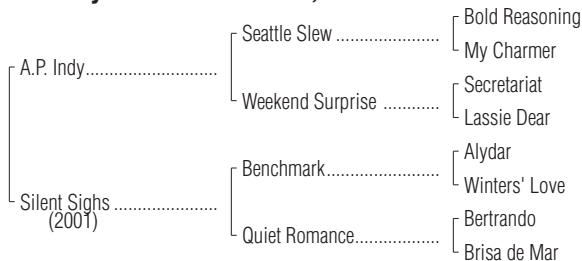 A.P. Indy
Silent Sighs
(2001)
Seattle Slew
Weekend Surprise
Benchmark
Quiet Romance
Bold Reasoning
My Charmer
Secretariat
Lassie Dear
Alydar
Winters' Love
Bertrando
Brisa de Mar